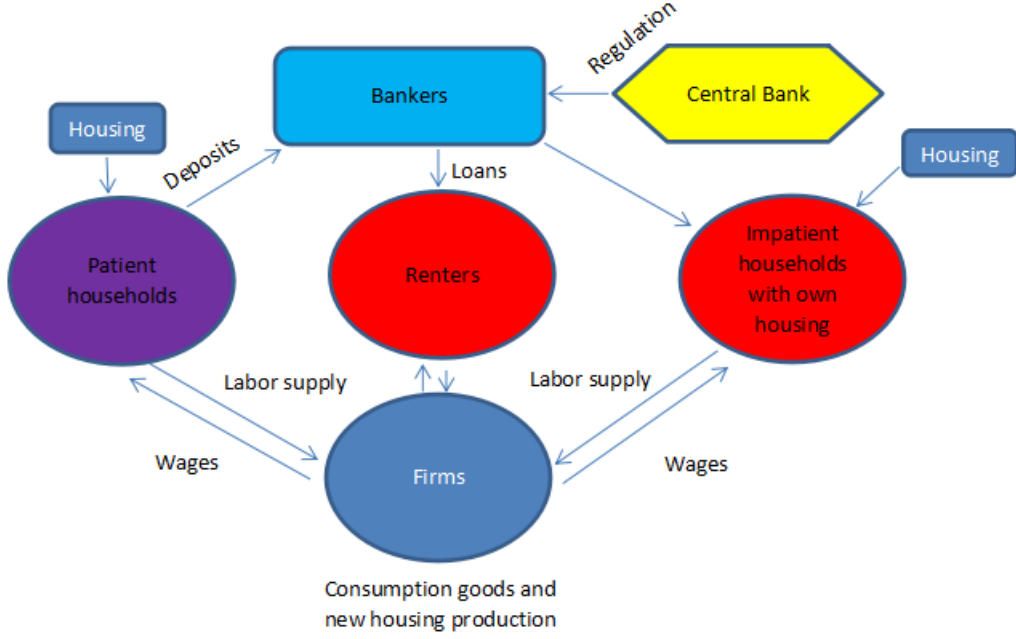 Regulation
Bankers
Central Bank
Housing
Housing
Deposits
Loans
Patient
households
Renters
Impatient
households
with own
housing
Labor supply
Labor supply
Wages
Firms
Wages
Consumption goods and
new housing production